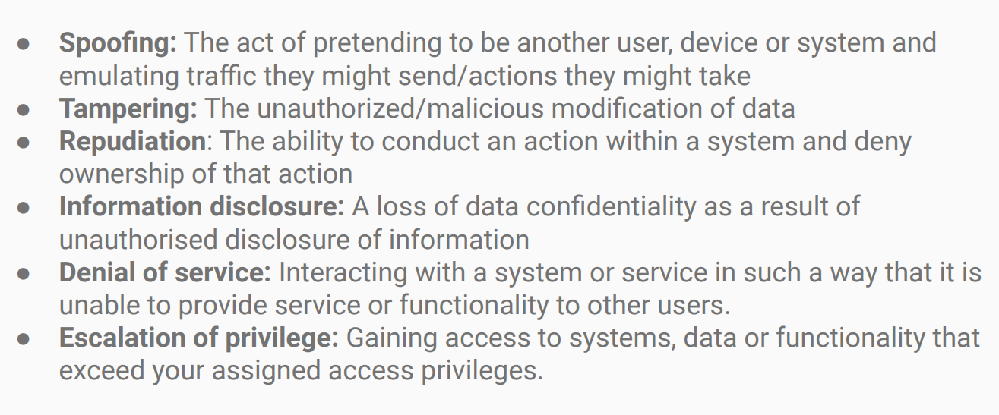 ● Spoofing: The act of pretending to be another user, device or system and
emulating traffic they might send/actions they might take
● Tampering: The unauthorized/malicious modification of data
● Repudiation: The ability to conduct an action within a system and deny
ownership of that action
● Information disclosure: A loss of data confidentiality as a result of
unauthorised disclosure of information
● Denial of service: Interacting with a system or service in such a way that it is
unable to provide service or functionality to other users.
● Escalation of privilege: Gaining access to systems, data or functionality that
exceed your assigned access privileges.